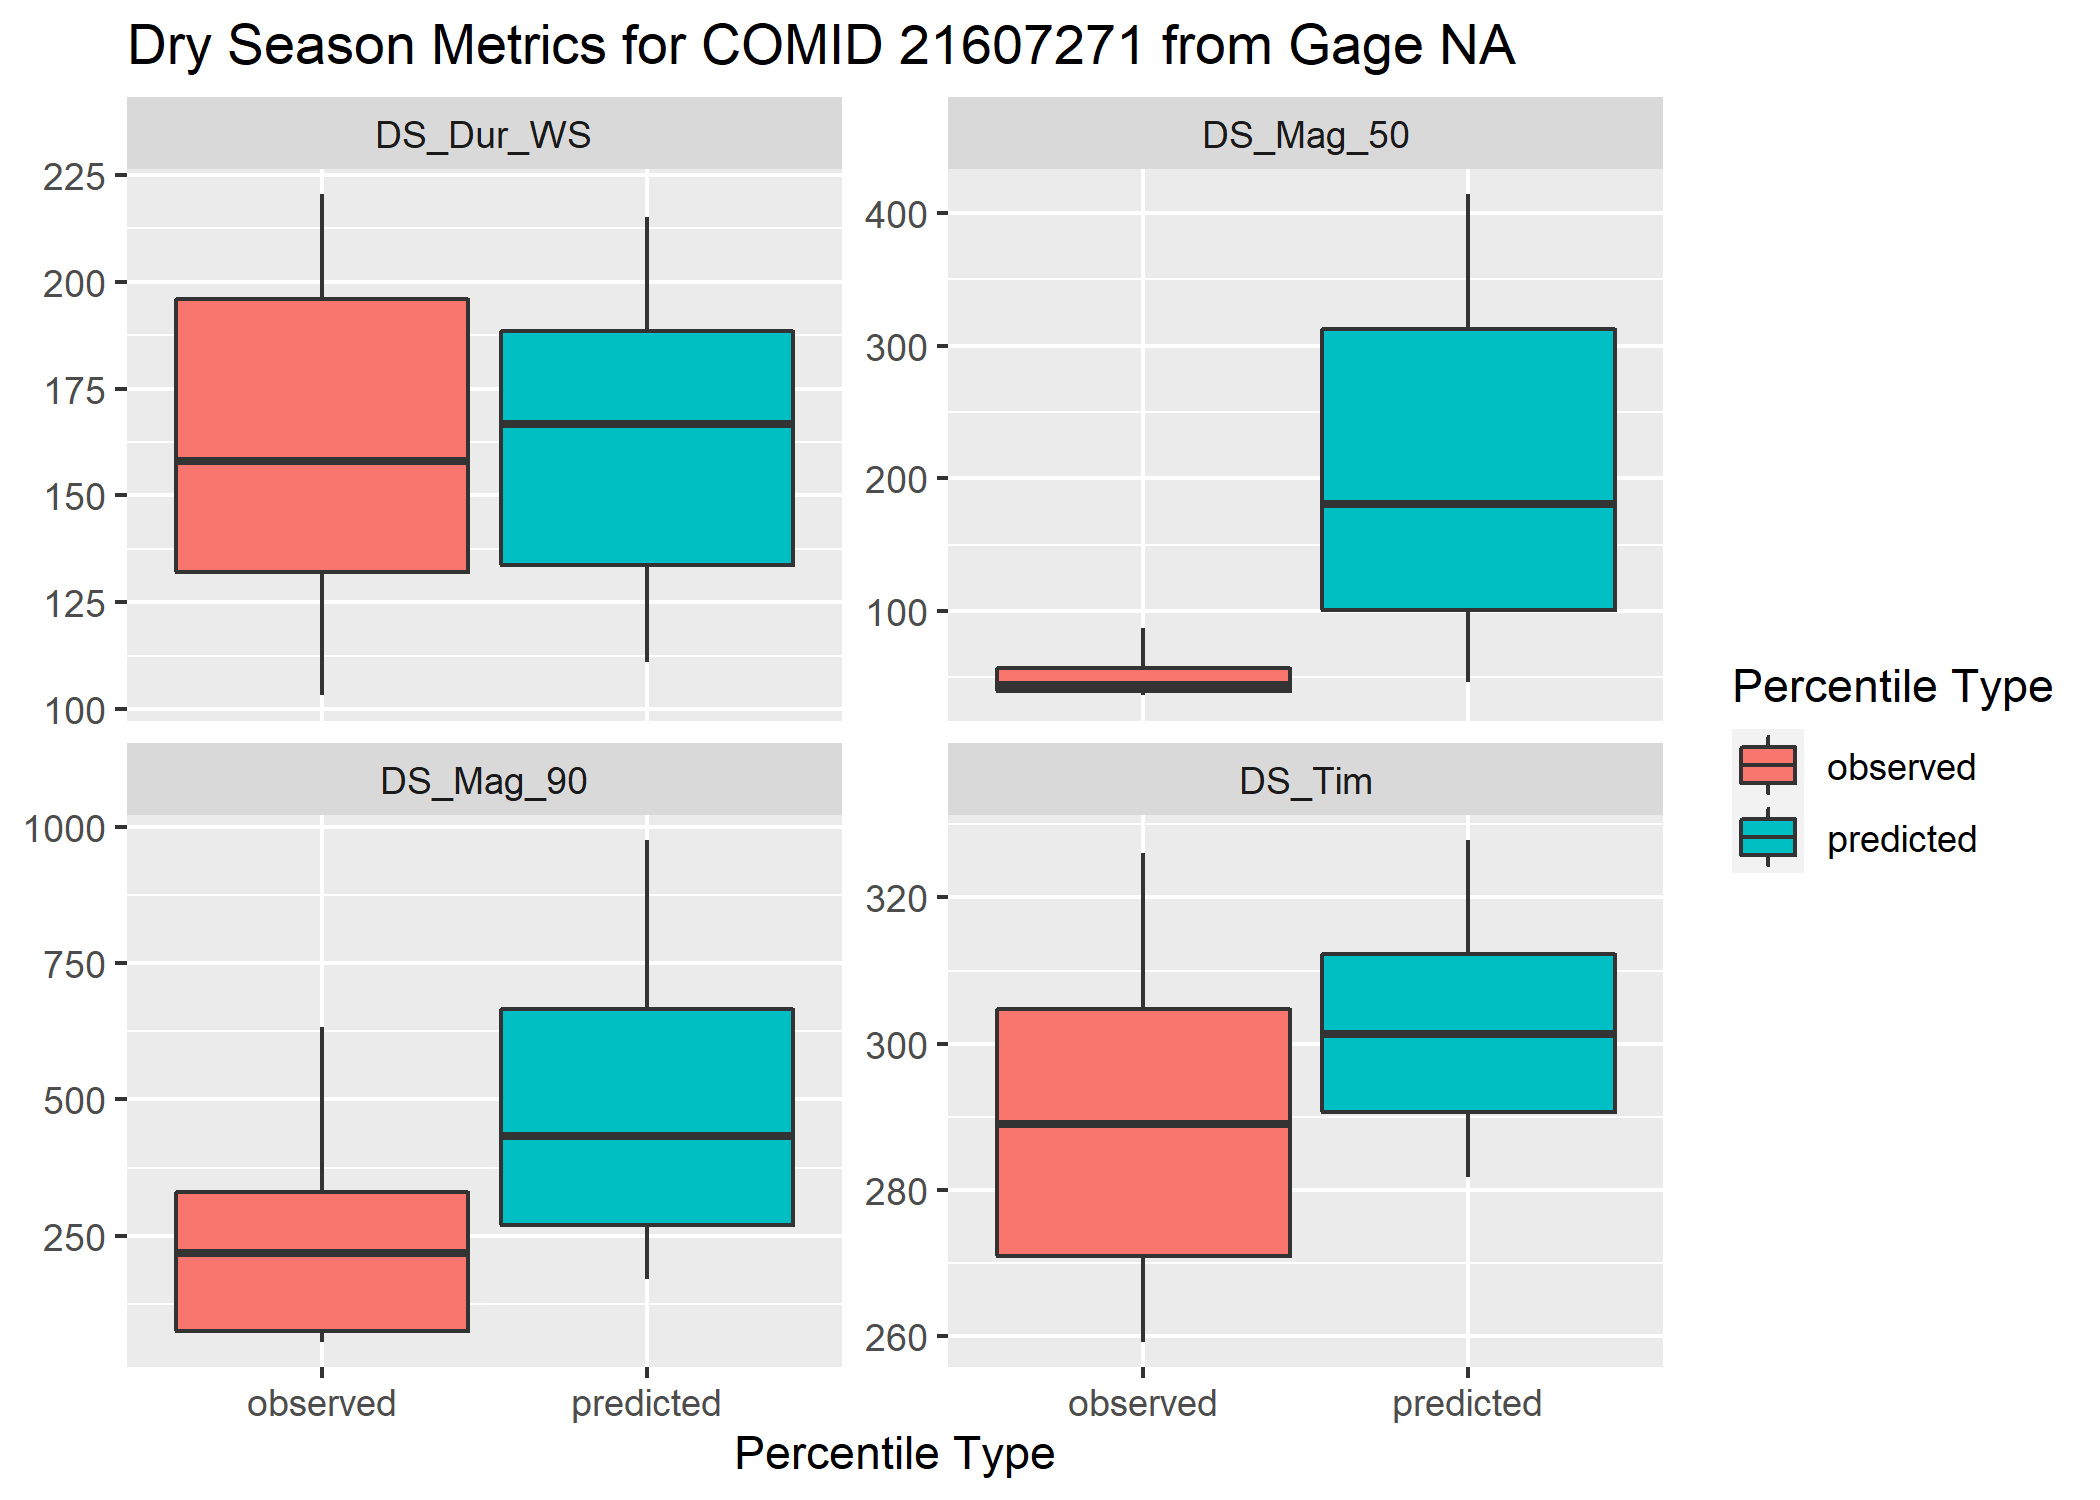 Dry Season Metrics for COMID 21607271 from Gage NA
DS_Dur_WS
225
200
175
150
125
100
DS_Mag_50
400
300
200
100
DS_Mag_90
1000
750
500
250
observed predicted
DS_Tim
320
300
280
260
observed predicted
Percentile Type
Percentile Type
observed
predicted